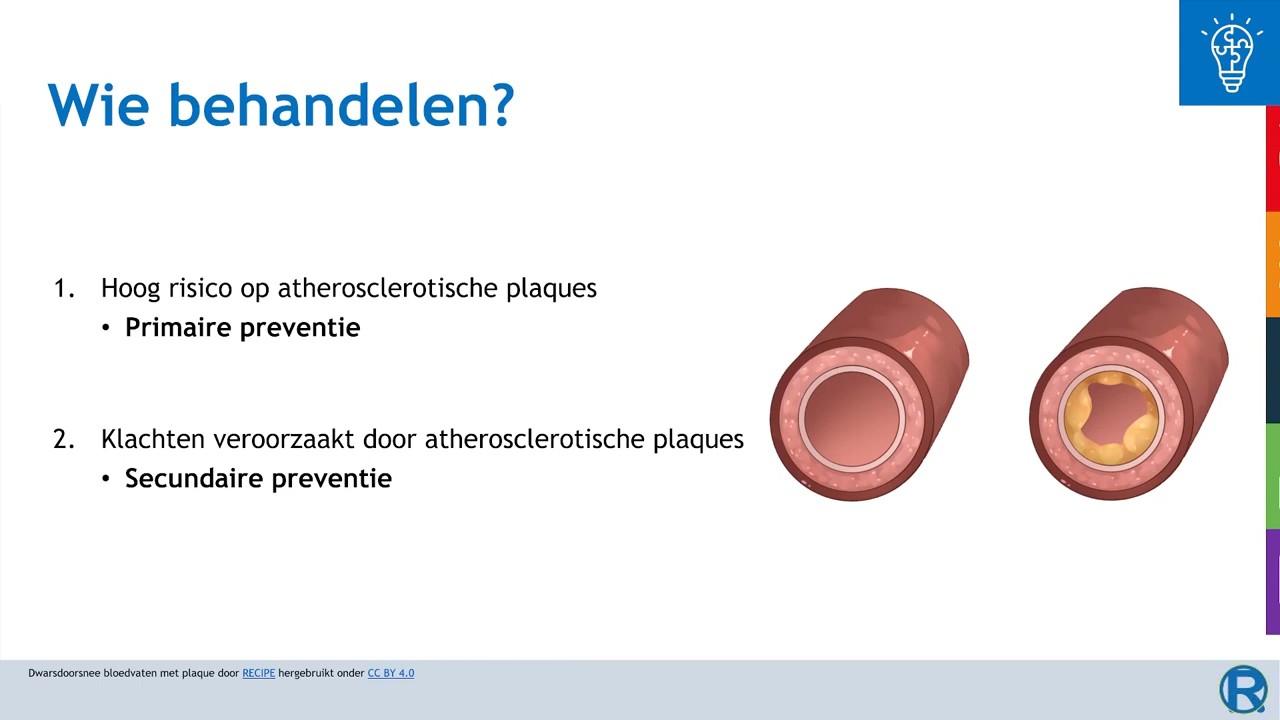 Wie behandelen?
1. Hoog risico op atherosclerotische plaques
• Primaire preventie
2. Klachten veroorzaakt door atherosclerotische plaques
• Secundaire preventie
Dwarsdoorsnee bloedvaten met plaque door RECIPE hergebruikt onder CC BY 4.0
R